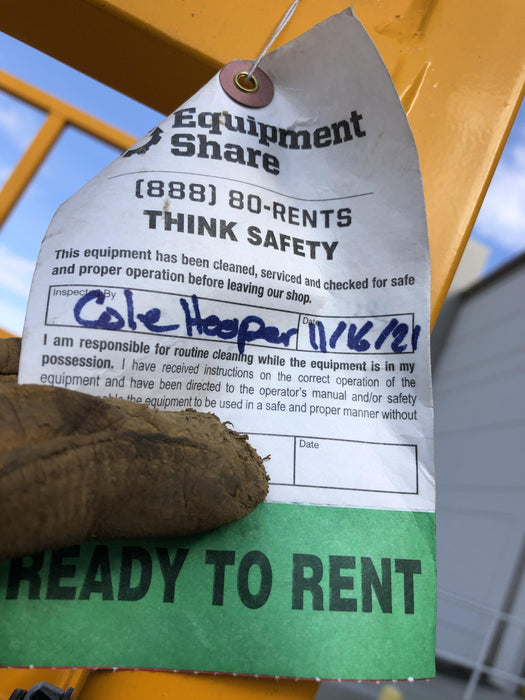 Equipment
Share
(888) 80-RENTS
THINK SAFETY
This equipment has been cleaned, serviced and checked for safe
and proper operation before leaving our shop.
Inspected By
Cole Hooper
Date
11/16/21
I am responsible for routine cleaning while the equipment is in my
possession. I have received instructions on the correct operation of the
equipment and have been directed to the operator's manual and/or safety
the equipment to be used in a safe and proper manner without
Date
READY TO RENT